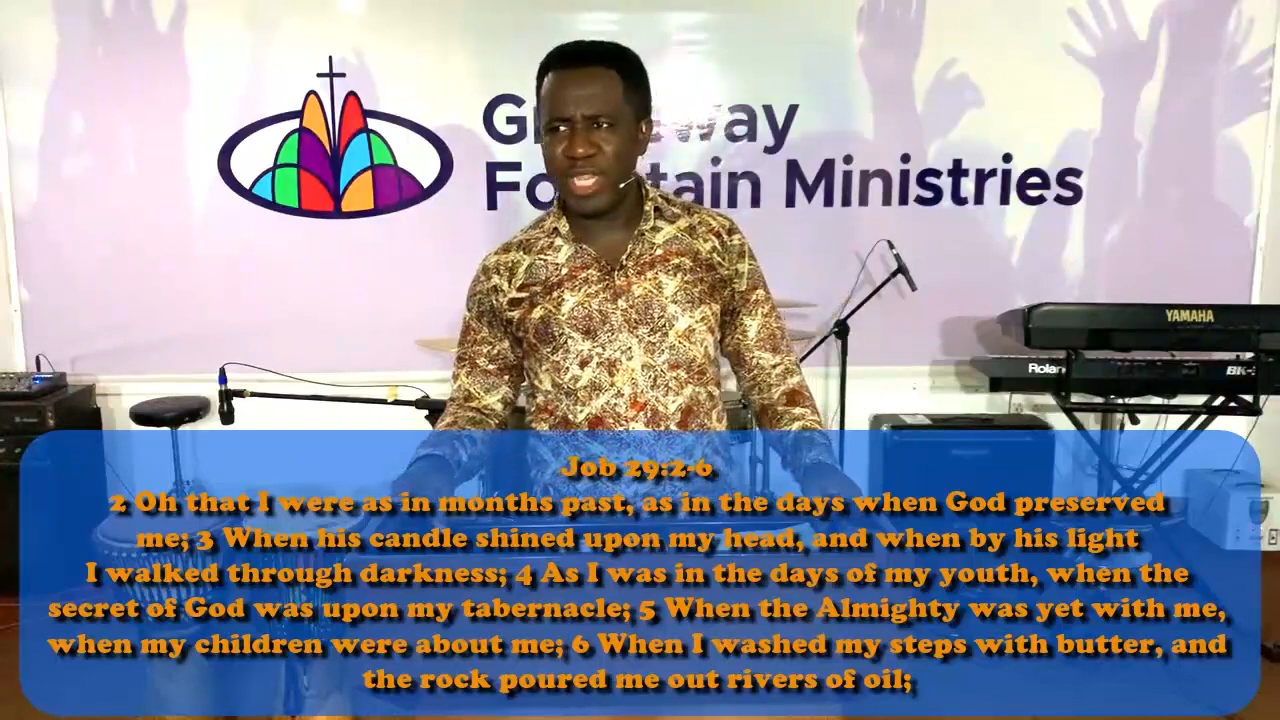 way
Fo tain Ministries
YAMAHA
Roland
BK-
Job 29:2-6
2 Oh that I were as in months past, as in the days when God preserved
me; 3 When his candle shined upon my head, and when by his light
I walked through darkness; 4 As I was in the days of my youth, when the
secret of God was upon my tabernacle; 5 When the Almighty was yet with me,
when my children were about me; 6 When I washed my steps with butter, and
the rock poured me out rivers of oil;